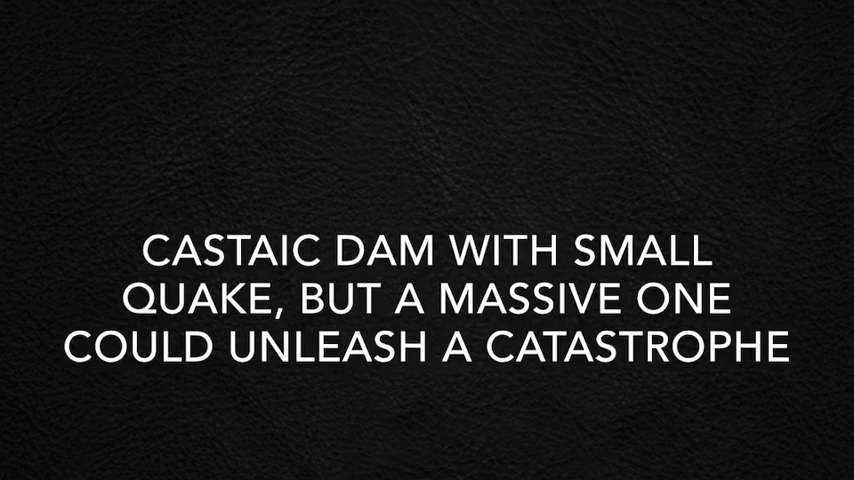 CASTAIC DAM WITH SMALL
QUAKE, BUT A MASSIVE ONE
COULD UNLEASH A CATASTROPHE